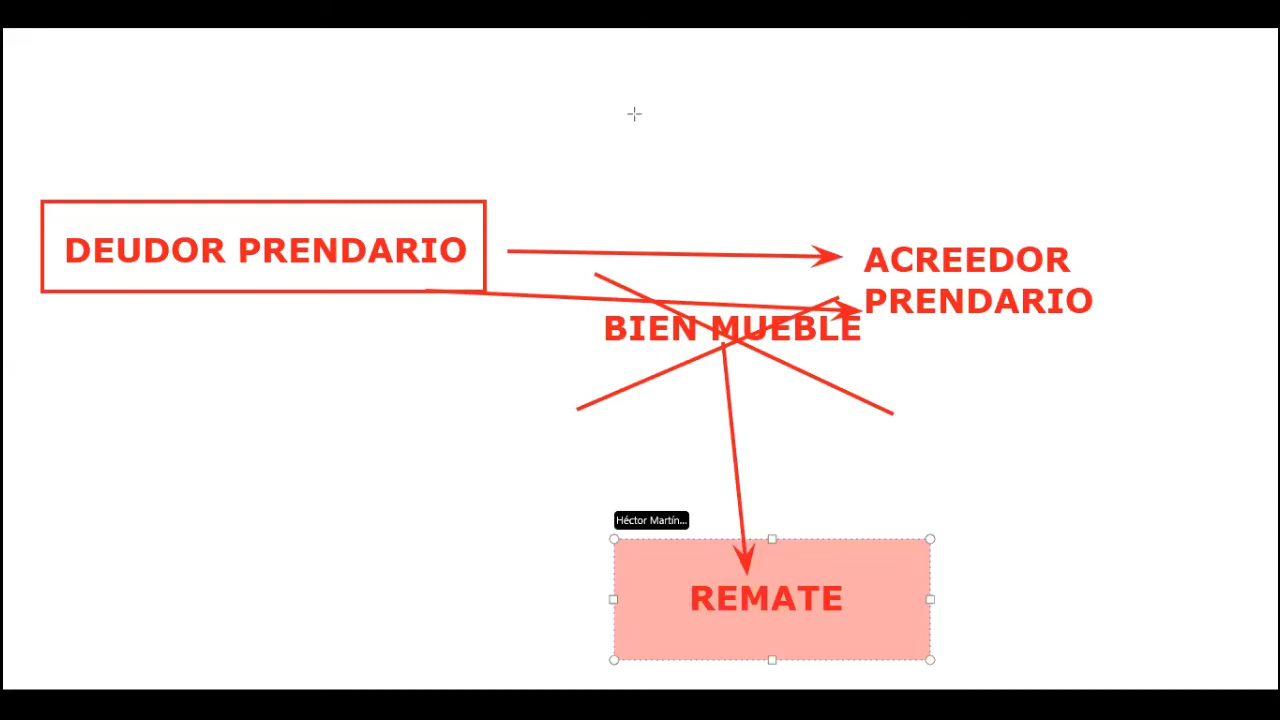 DEUDOR PRENDARIO
ACREEDOR
PRENDARIO
BIEN MUEBLE
Héctor Martín...
REMATE